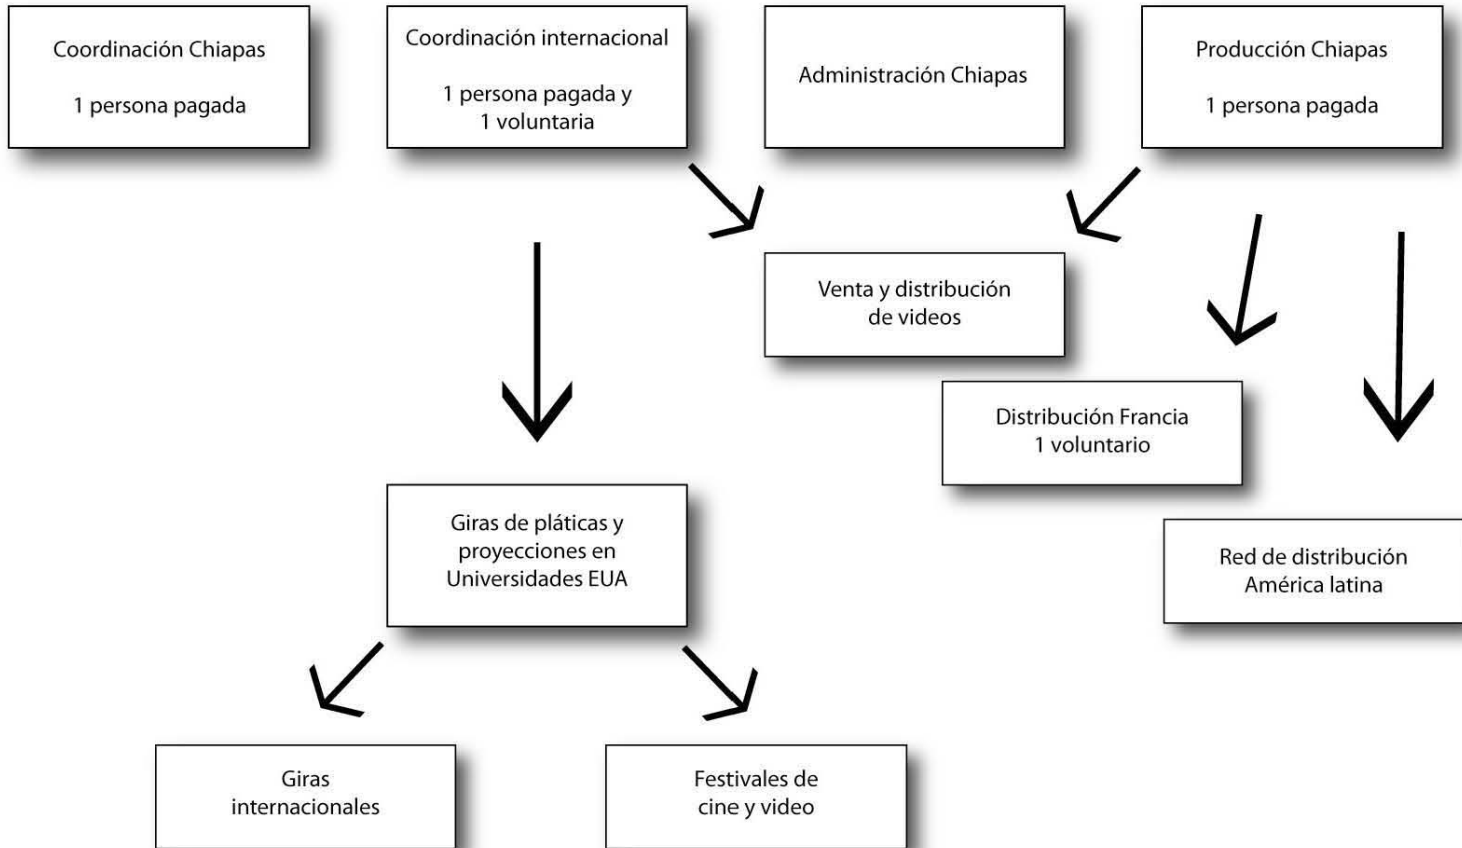 Coordinación Chiapas
1 persona pagada
Coordinación internacional
1 persona pagada y
1 voluntaria
Administración Chiapas
Producción Chiapas
1 persona pagada
Venta y distribución
de videos
Distribución Francia
1 voluntario
Giras de pláticas y
proyecciones en
Universidades EUA
Red de distribución
América latina
Giras
internacionales
Festivales de
cine y video